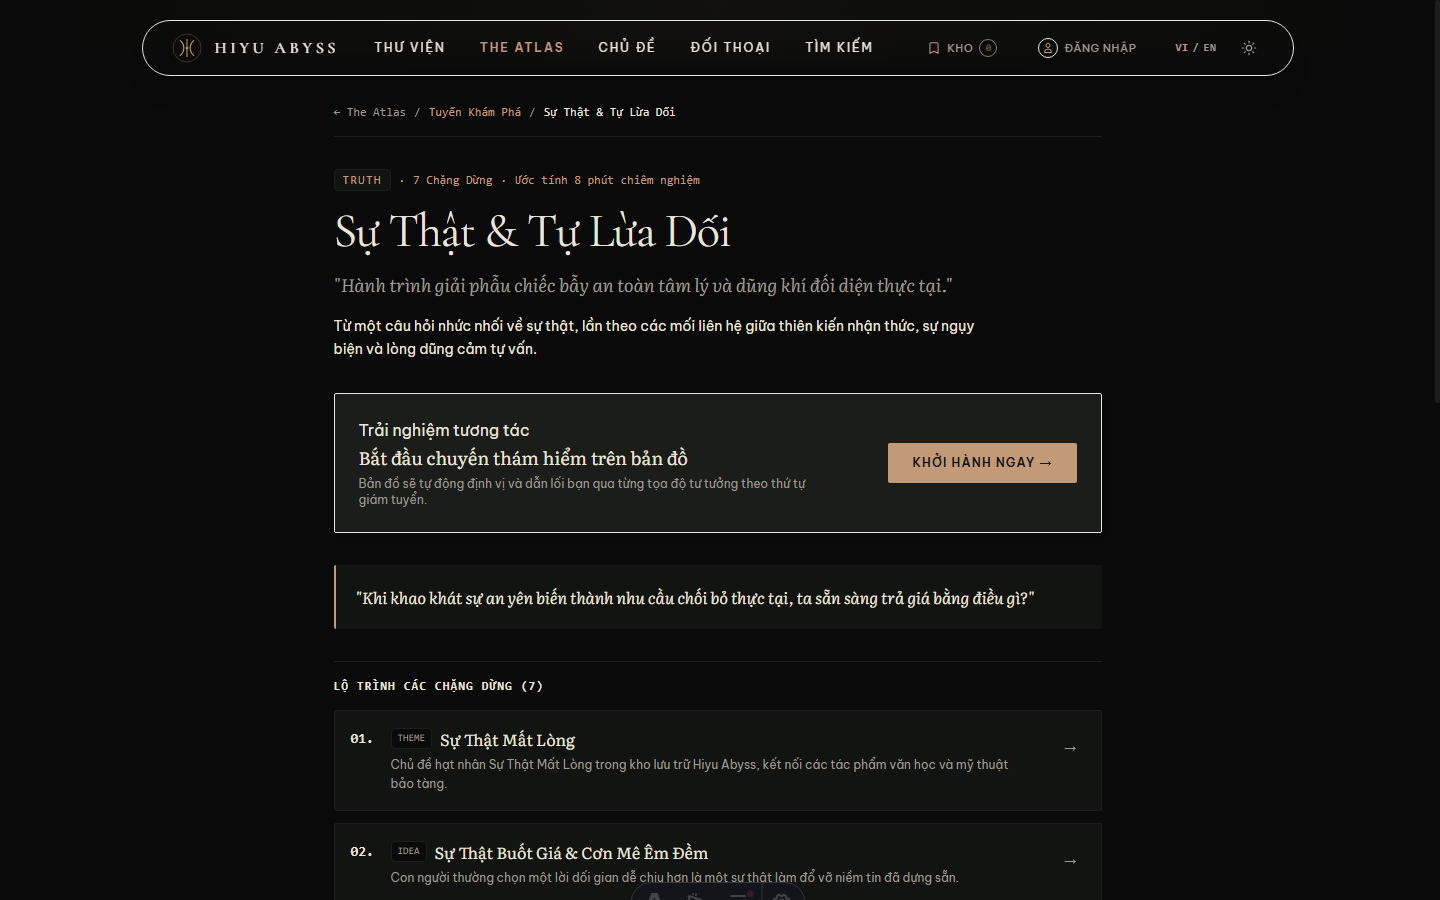 HIYU ABYSS THƯ VIỆN THE ATLAS CHỦ ĐỀ ĐỐI THOẠI TÌM KIẾM KHO 0 ĐĂNG NHẬP VI / EN
← The Atlas / Tuyến Khám Phá / Sự Thật & Tự Lừa Dối
TRUTH · 7 Chặng Dừng · Ước tính 8 phút chiêm nghiệm
Sự Thật & Tự Lừa Dối
"Hành trình giải phẫu chiếc bẫy an toàn tâm lý và dũng khí đối diện thực tại."
Từ một câu hỏi nhức nhối về sự thật, lần theo các mối liên hệ giữa thiên kiến nhận thức, sự ngụy
biện và lòng dũng cảm tự vấn.
Trải nghiệm tương tác
Bắt đầu chuyến thám hiểm trên bản đồ
Bản đồ sẽ tự động định vị và dẫn lối bạn qua từng tọa độ tư tưởng theo thứ tự
giám tuyển.
KHỞI HÀNH NGAY →
"Khi khao khát sự an yên biến thành nhu cầu chối bỏ thực tại, ta sẵn sàng trả giá bằng điều gì?"
LỘ TRÌNH CÁC CHẶNG DỪNG (7)
01. THEME Sự Thật Mất Lòng →
Chủ đề hạt nhân Sự Thật Mất Lòng trong kho lưu trữ Hiyu Abyss, kết nối các tác phẩm văn học và mỹ thuật
bảo tàng.
02. IDEA Sự Thật Buốt Giá & Cơn Mê Êm Đềm →
Con người thường chọn một lời dối gian dễ chịu hơn là một sự thật làm đổ vỡ niềm tin đã dựng sẵn.